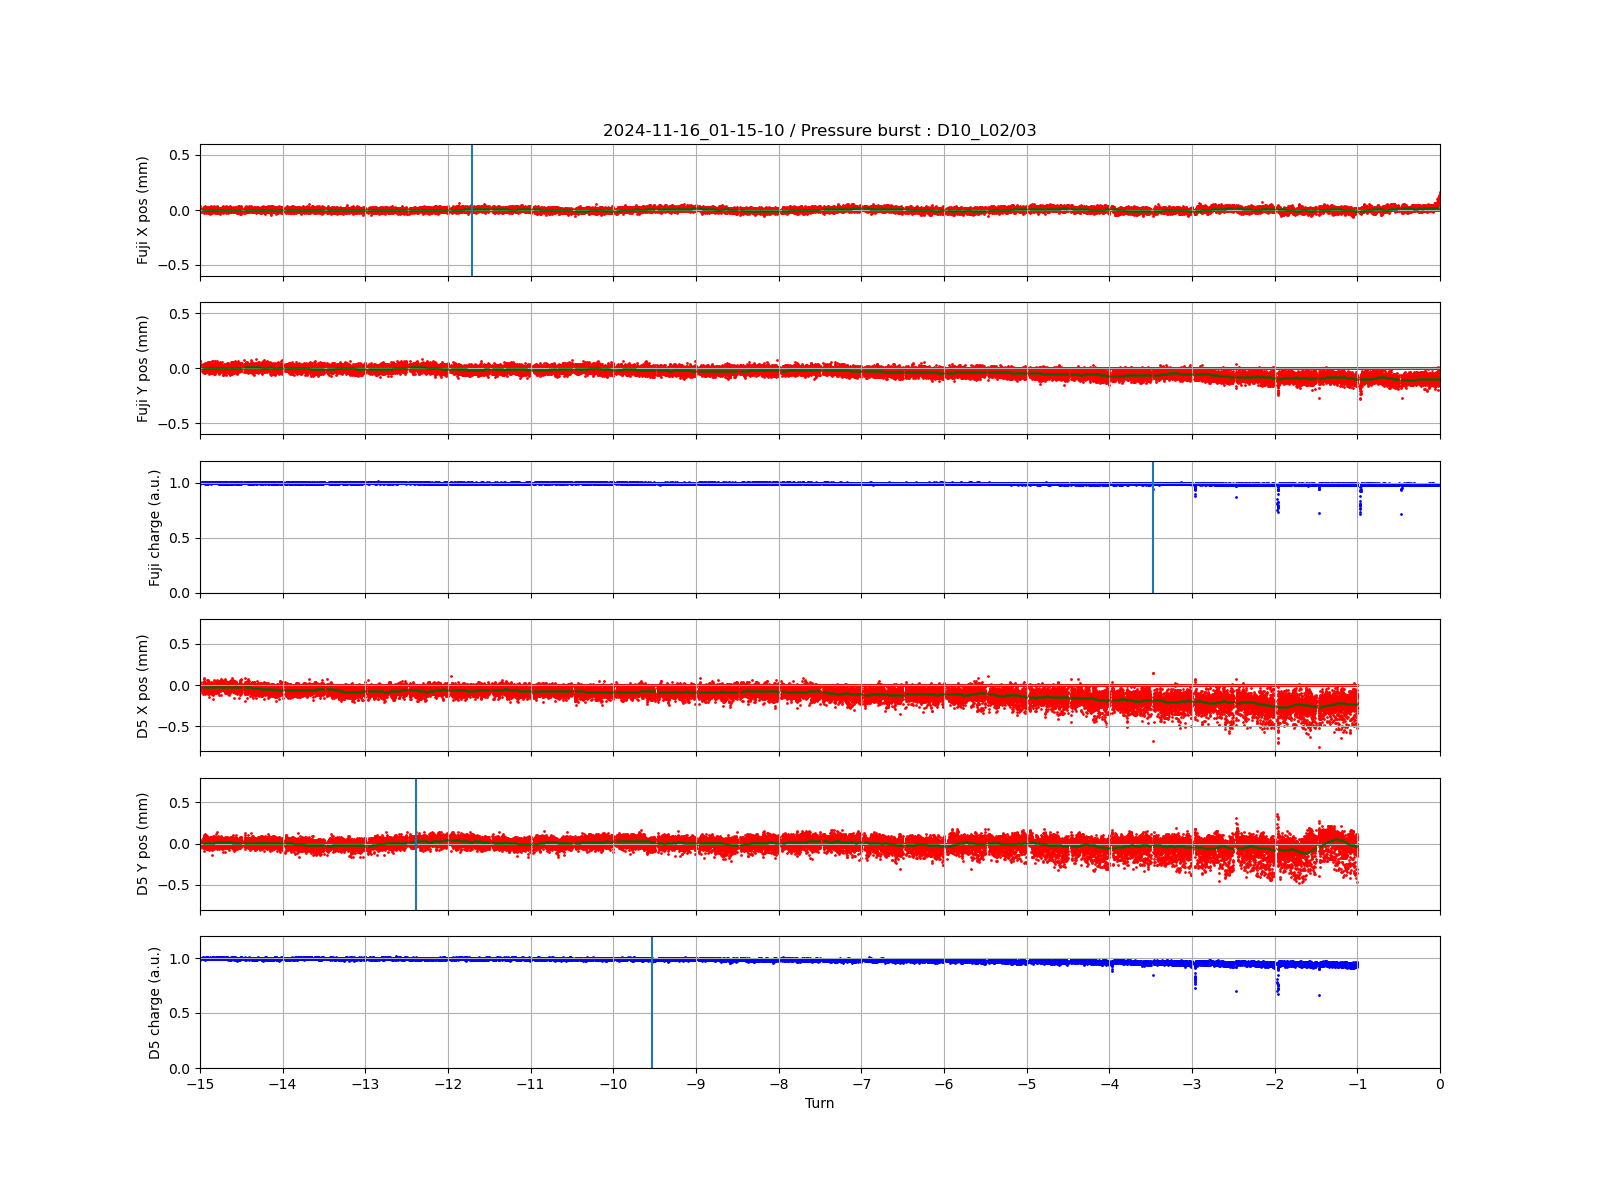 2024-11-16_01-15-10 / Pressure burst : D10_L02/03
Fuji X pos (mm)
0.5
0.0
−0.5
Fuji Y pos (mm)
0.5
0.0
−0.5
Fuji charge (a.u.)
1.0
0.5
0.0
D5 X pos (mm)
0.5
0.0
−0.5
D5 Y pos (mm)
0.5
0.0
−0.5
D5 charge (a.u.)
1.0
0.5
0.0
−15 −14 −13 −12 −11 −10 −9 −8 −7 −6 −5 −4 −3 −2 −1 0
Turn